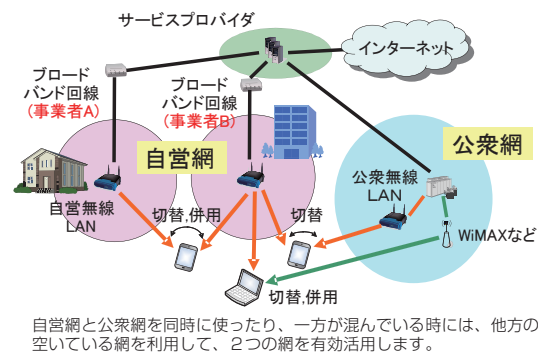 サービスプロバイダ
インターネット
ブロード
バンド回線
(事業者A)
ブロード
バンド回線
(事業者B)
自営網
公衆網
自営無線
LAN
公衆無線
LAN
切替,併用
切替
WiMAXなど
切替,併用
自営網と公衆網を同時に使ったり、一方が混んでいる時には、他方の
空いている網を利用して、２つの網を有効活用します。